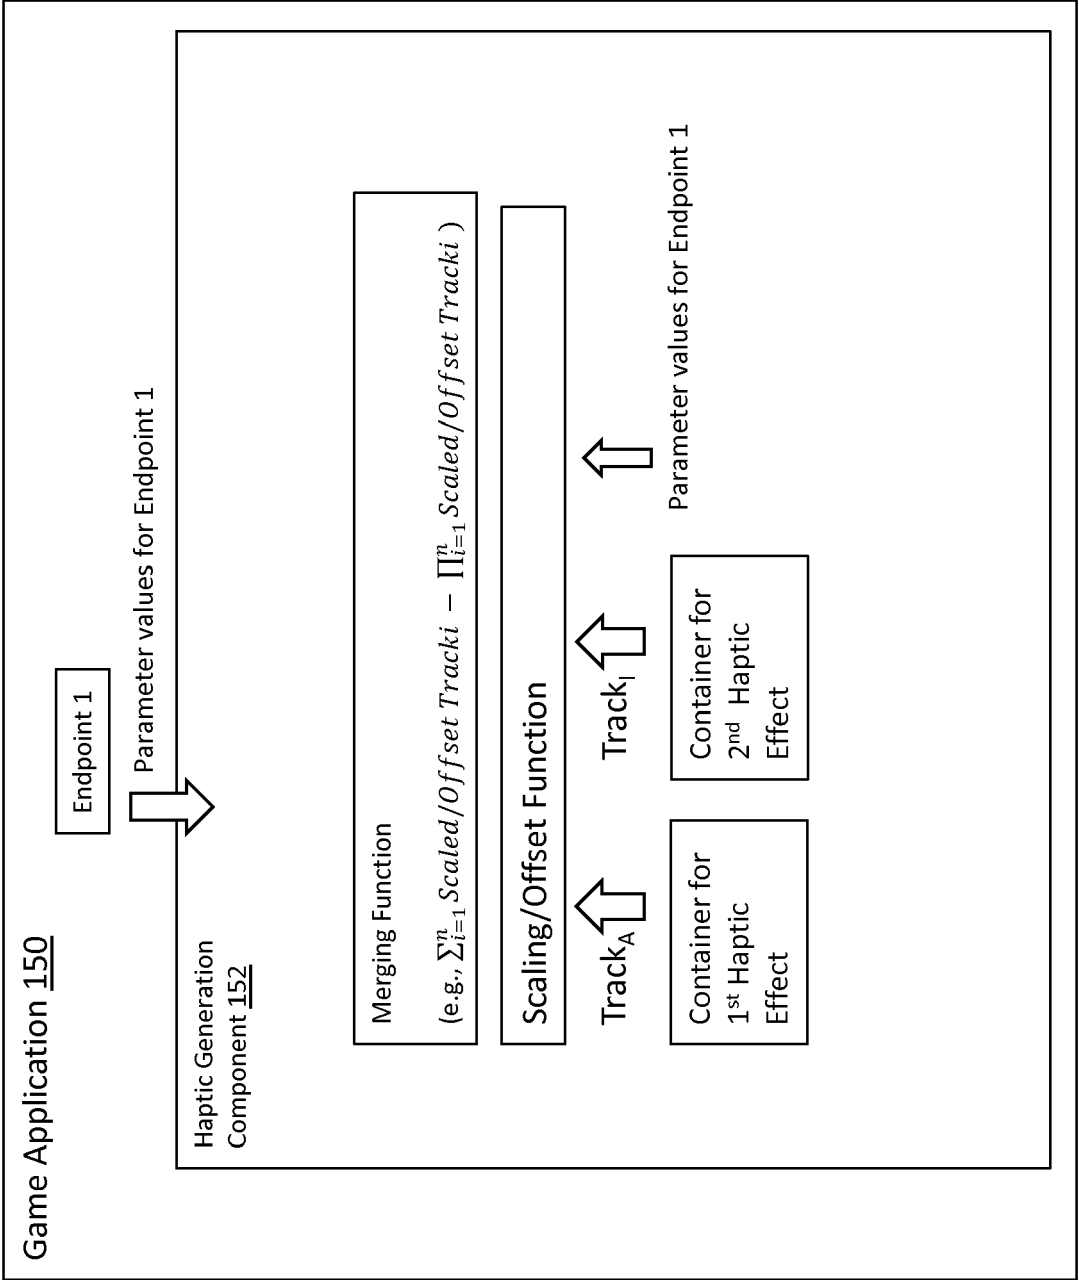 Game Application 150
Endpoint 1
Parameter values for Endpoint 1
Haptic Generation
Component 152
Merging Function
(e.g., ∑ⁿᵢ₌₁ Scaled/Offset Tracki − ∏ⁿᵢ₌₁ Scaled/Offset Tracki )
Scaling/Offset Function
Track_A
Track_I
Parameter values for Endpoint 1
Container for
1st Haptic
Effect
Container for
2nd Haptic
Effect